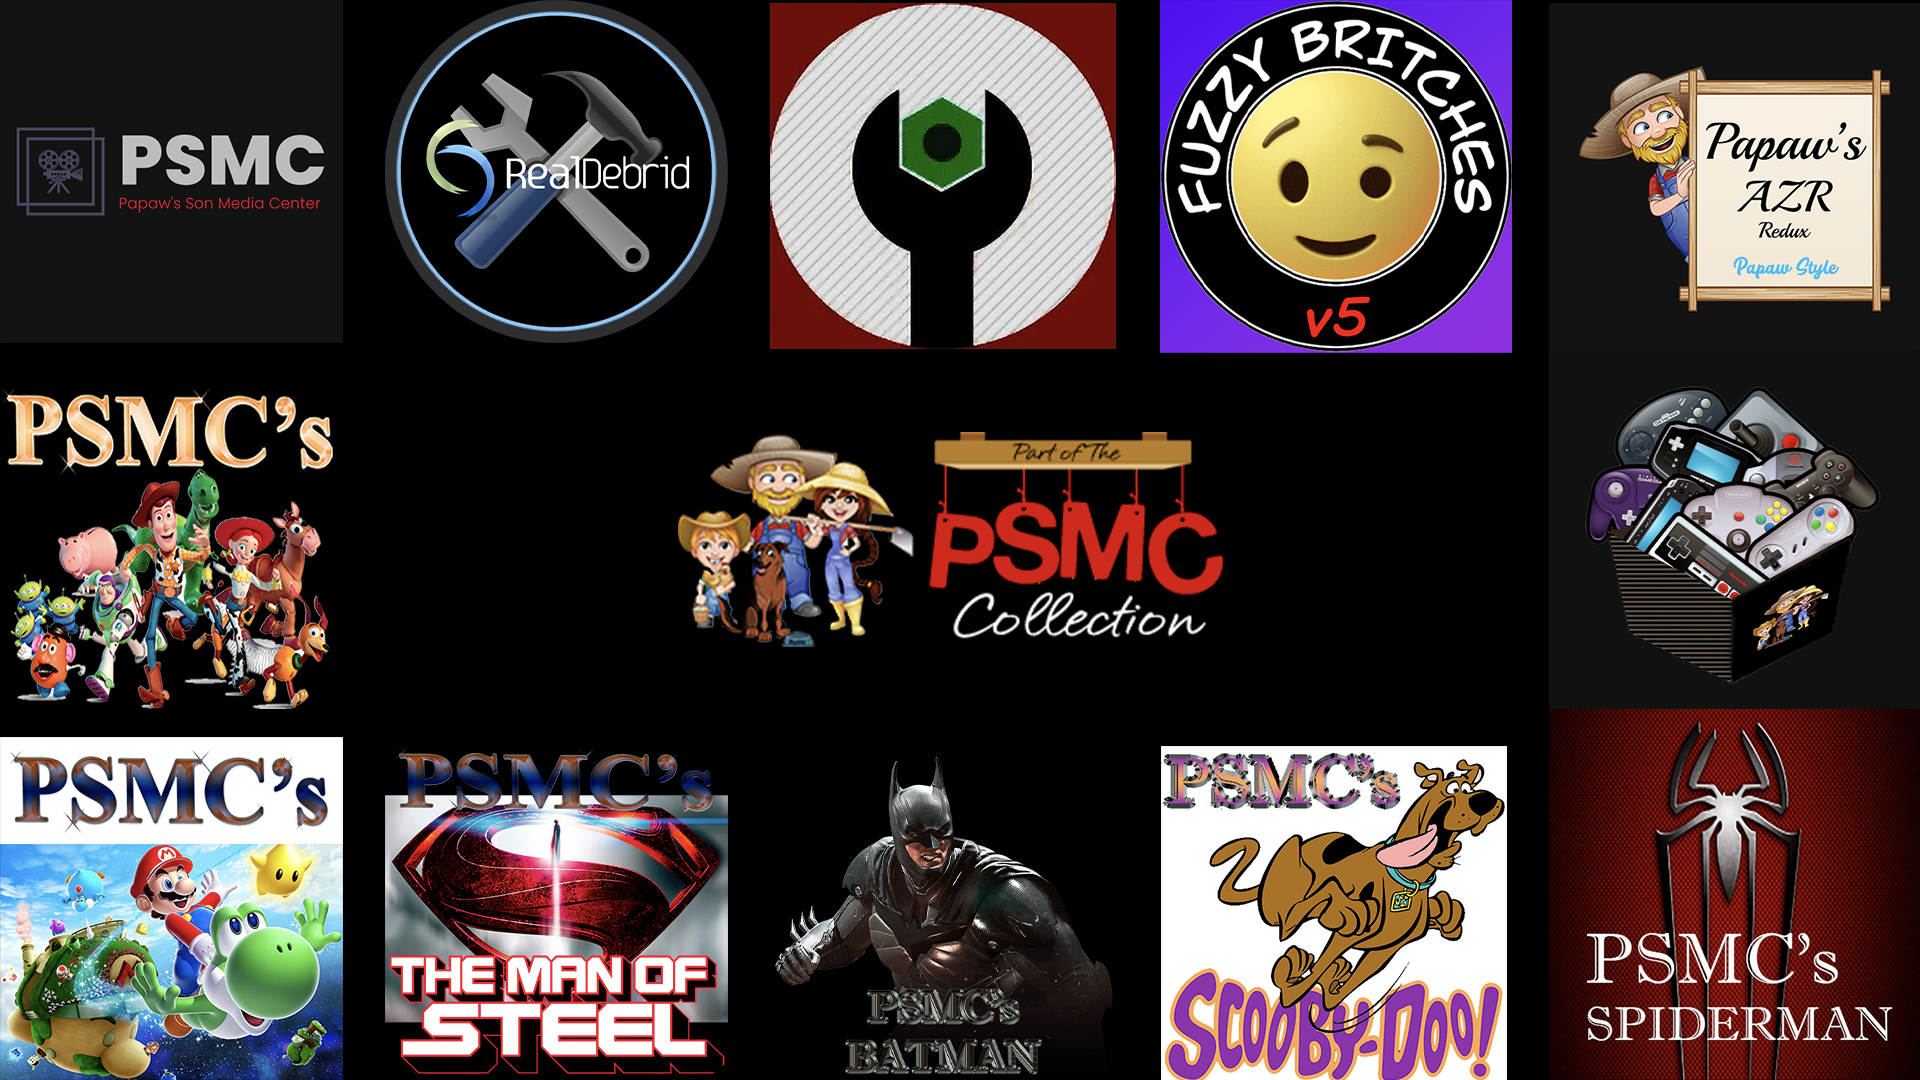 PSMC
Papaw's Son Media Center
RealDebrid
FUZZY BRITCHES
v5
Papaw's
AZR
Redux
Papaw Style
PSMC's
Part of The
PSMC
Collection
PSMC's
PSMC's
THE MAN OF
STEEL
PSMC's
BATMAN
PSMC's
SCOOBY-DOO!
PSMC's
SPIDERMAN